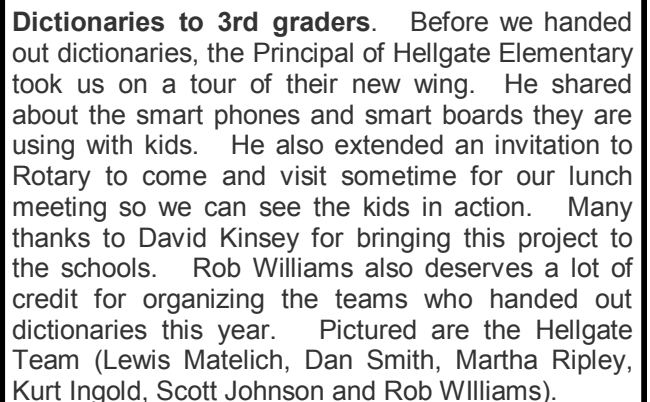 Dictionaries to 3rd graders. Before we handed
out dictionaries, the Principal of Hellgate Elementary
took us on a tour of their new wing. He shared
about the smart phones and smart boards they are
using with kids. He also extended an invitation to
Rotary to come and visit sometime for our lunch
meeting so we can see the kids in action. Many
thanks to David Kinsey for bringing this project to
the schools. Rob Williams also deserves a lot of
credit for organizing the teams who handed out
dictionaries this year. Pictured are the Hellgate
Team (Lewis Matelich, Dan Smith, Martha Ripley,
Kurt Ingold, Scott Johnson and Rob WIlliams).